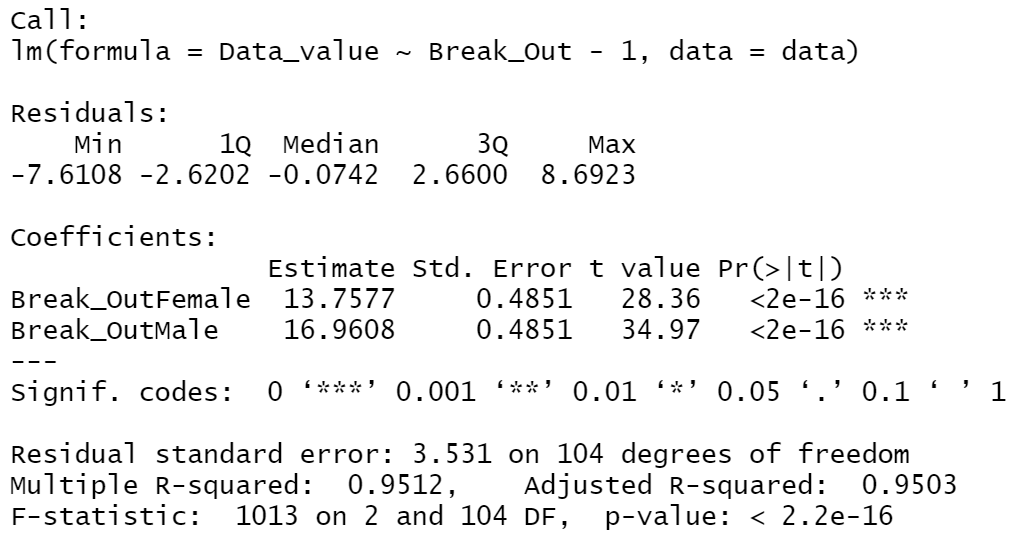 Call:
lm(formula = Data_value ~ Break_Out - 1, data = data)
Residuals:
    Min      1Q  Median      3Q     Max
-7.6108 -2.6202 -0.0742  2.6600  8.6923
Coefficients:
                Estimate Std. Error t value Pr(>|t|)
Break_OutFemale  13.7577     0.4851   28.36   <2e-16 ***
Break_OutMale    16.9608     0.4851   34.97   <2e-16 ***
---
Signif. codes:  0 ‘***’ 0.001 ‘**’ 0.01 ‘*’ 0.05 ‘.’ 0.1 ‘ ’ 1
Residual standard error: 3.531 on 104 degrees of freedom
Multiple R-squared:  0.9512,    Adjusted R-squared:  0.9503
F-statistic:  1013 on 2 and 104 DF,  p-value: < 2.2e-16